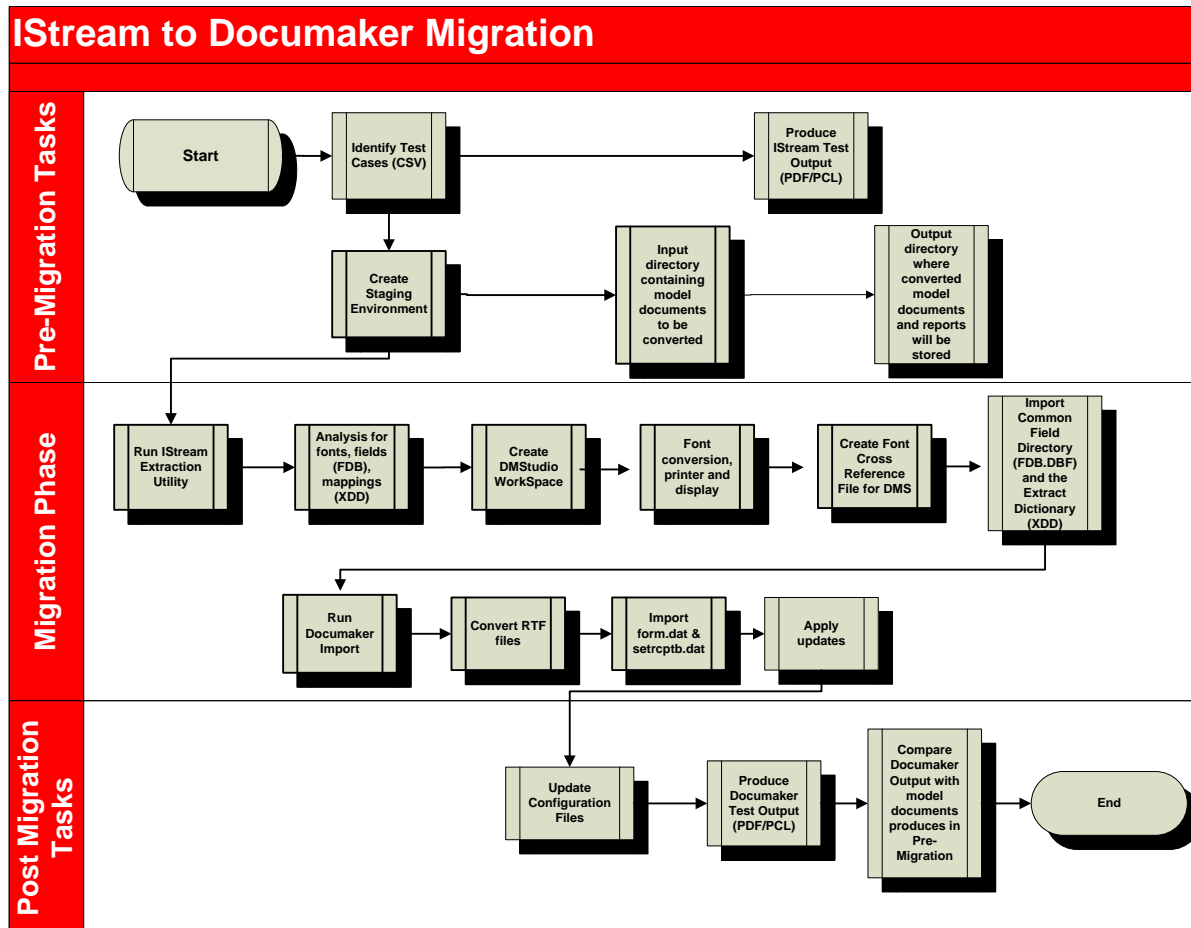 IStream to Documaker Migration
Pre-Migration Tasks
Start
Identify Test
Cases (CSV)
Produce
IStream Test
Output
(PDF/PCL)
Create
Staging
Environment
Input
directory
containing
model
documents
to be
converted
Output
directory
where
converted
model
documents
and reports
will be
stored
Migration Phase
Run IStream
Extraction
Utility
Analysis for
fonts, fields
(FDB),
mappings
(XDD)
Create
DMStudio
WorkSpace
Font
conversion,
printer and
display
Create Font
Cross
Reference
File for DMS
Import
Common
Field
Directory
(FDB.DBF)
and the
Extract
Dictionary
(XDD)
Run
Documaker
Import
Convert RTF
files
Import
form.dat &
setrcptb.dat
Apply
updates
Post Migration
Tasks
Update
Configuration
Files
Produce
Documaker
Test Output
(PDF/PCL)
Compare
Documaker
Output with
model
documents
produces in
Pre-
Migration
End